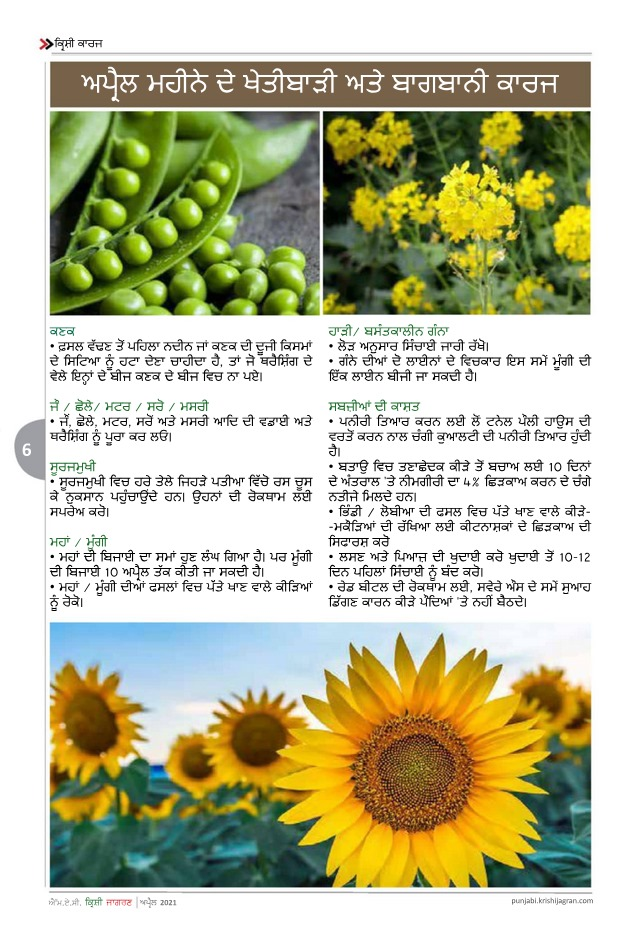 ਕ੍ਰਿਸ਼ੀ ਕਾਰਜ
ਅਪ੍ਰੈਲ ਮਹੀਨੇ ਦੇ ਖੇਤੀਬਾੜੀ ਅਤੇ ਬਾਗਬਾਨੀ ਕਾਰਜ
ਕਣਕ
• ਫ਼ਸਲ ਵੱਢਣ ਤੋਂ ਪਹਿਲਾ ਨਦੀਨ ਜਾਂ ਕਣਕ ਦੀ ਦੂਜੀ ਕਿਸਮਾਂ
ਦੇ ਸਿਟਿਆ ਨੂੰ ਹਟਾ ਦੇਣਾ ਚਾਹੀਦਾ ਹੈ, ਤਾਂ ਜੋ ਥਰੈਸਿੰਗ ਦੇ
ਵੇਲੇ ਇਨ੍ਹਾਂ ਦੇ ਬੀਜ ਕਣਕ ਦੇ ਬੀਜ ਵਿਚ ਨਾ ਪਏ।
ਜੌਂ / ਛੋਲੇ/ ਮਟਰ / ਸਰੋ / ਮਸਰੀ
• ਜੌਂ, ਛੋਲੇ, ਮਟਰ, ਸਰੋਂ ਅਤੇ ਮਸਰੀ ਆਦਿ ਦੀ ਵਡਾਈ ਅਤੇ
ਥਰੈਸ਼ਿੰਗ ਨੂੰ ਪੂਰਾ ਕਰ ਲਓ।
ਸੂਰਜਮੁਖੀ
• ਸੂਰਜਮੁਖੀ ਵਿਚ ਹਰੇ ਤੇਲੇ ਜਿਹੜੇ ਪਤੀਆ ਵਿੱਚੋ ਰਸ ਚੂਸ
ਕੇ ਨੁਕਸਾਨ ਪਹੁੰਚਾਉਂਦੇ ਹਨ। ਉਹਨਾਂ ਦੀ ਰੋਕਥਾਮ ਲਈ
ਸਪਰੇਅ ਕਰੋ।
ਮਹਾਂ / ਮੂੰਗੀ
• ਮਹਾਂ ਦੀ ਬਿਜਾਈ ਦਾ ਸਮਾਂ ਹੁਣ ਲੰਘ ਗਿਆ ਹੈ। ਪਰ ਮੂੰਗੀ
ਦੀ ਬਿਜਾਈ 10 ਅਪ੍ਰੈਲ ਤੱਕ ਕੀਤੀ ਜਾ ਸਕਦੀ ਹੈ।
• ਮਹਾਂ / ਮੂੰਗੀ ਦੀਆਂ ਫਸਲਾਂ ਵਿਚ ਪੱਤੇ ਖਾਣ ਵਾਲੇ ਕੀੜਿਆਂ
ਨੂੰ ਰੋਕੋ।
ਹਾੜੀ/ ਬਸੰਤਕਾਲੀਨ ਗੰਨਾ
• ਲੋੜ ਅਨੁਸਾਰ ਸਿੰਚਾਈ ਜਾਰੀ ਰੱਖੋ।
• ਗੰਨੇ ਦੀਆਂ ਦੋ ਲਾਈਨਾਂ ਦੇ ਵਿਚਕਾਰ ਇਸ ਸਮੇਂ ਮੂੰਗੀ ਦੀ
ਇੱਕ ਲਾਈਨ ਬੀਜੀ ਜਾ ਸਕਦੀ ਹੈ।
ਸਬਜ਼ੀਆਂ ਦੀ ਕਾਸ਼ਤ
• ਪਨੀਰੀ ਤਿਆਰ ਕਰਨ ਲਈ ਲੋਂ ਟਨੇਲ ਪੌਲੀ ਹਾਉਸ ਦੀ
ਵਰਤੋਂ ਕਰਨ ਨਾਲ ਚੰਗੀ ਕੁਆਲਟੀ ਦੀ ਪਨੀਰੀ ਤਿਆਰ ਹੁੰਦੀ
ਹੈ।
• ਬਤਾਊ ਵਿਚ ਤਣਾਛੇਦਕ ਕੀੜੇ ਤੋਂ ਬਚਾਅ ਲਈ 10 ਦਿਨਾਂ
ਦੇ ਅੰਤਰਾਲ 'ਤੇ ਨੀਮਗੀਰੀ ਦਾ 4% ਛਿੜਕਾਅ ਕਰਨ ਦੇ ਚੰਗੇ
ਨਤੀਜੇ ਮਿਲਦੇ ਹਨ।
• ਭਿੰਡੀ / ਲੋਬੀਆ ਦੀ ਫਸਲ ਵਿਚ ਪੱਤੇ ਖਾਣ ਵਾਲੇ ਕੀੜੇ-
-ਮਕੌੜਿਆਂ ਦੀ ਰੱਖਿਆ ਲਈ ਕੀਟਨਾਸ਼ਕਾਂ ਦੇ ਛਿੜਕਾਅ ਦੀ
ਸਿਫਾਰਸ਼ ਕਰੋ
• ਲਸਣ ਅਤੇ ਪਿਆਜ਼ ਦੀ ਖੁਦਾਈ ਕਰੋ ਖੁਦਾਈ ਤੋਂ 10-12
ਦਿਨ ਪਹਿਲਾਂ ਸਿੰਚਾਈ ਨੂੰ ਬੰਦ ਕਰੋ।
• ਰੇਡ ਬੀਟਲ ਦੀ ਰੋਕਥਾਮ ਲਈ, ਸਵੇਰੇ ਔਸ ਦੇ ਸਮੇਂ ਸੁਆਹ
ਡਿੱਗਣ ਕਾਰਨ ਕੀੜੇ ਪੌਦਿਆਂ 'ਤੇ ਨਹੀਂ ਬੈਠਦੇ।
6
ਐਮ.ਏ.ਸੀ. ਕ੍ਰਿਸ਼ੀ ਜਾਗਰਣ | ਅਪ੍ਰੈਲ 2021
punjabi.krishijagran.com